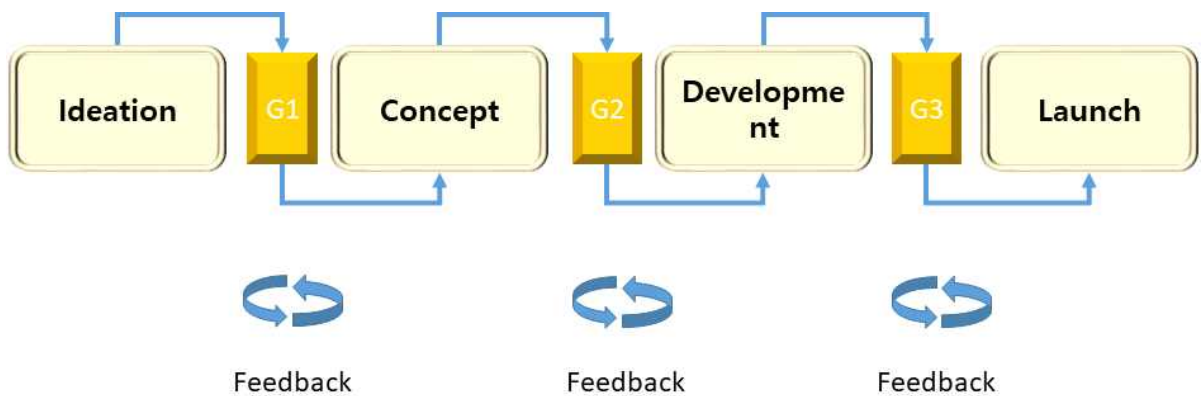 Ideation
G1
Concept
G2
Developme
nt
G3
Launch
Feedback
Feedback
Feedback